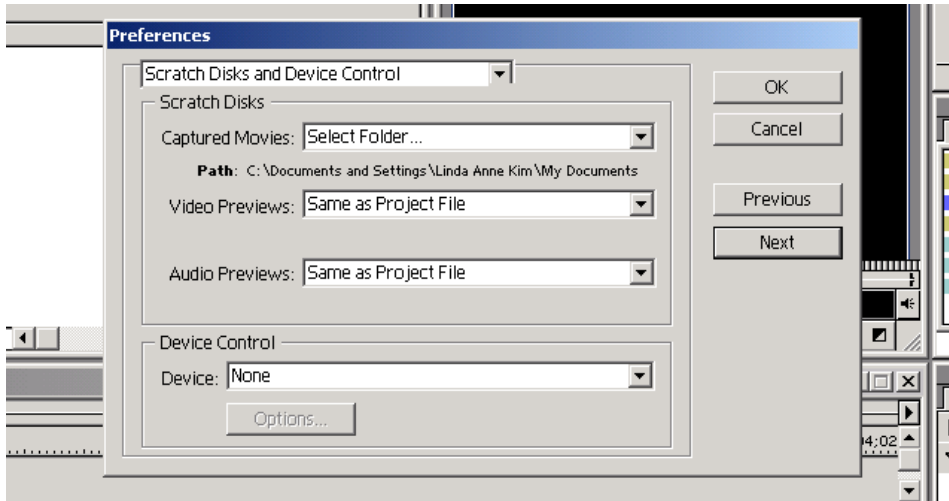 Preferences
Scratch Disks and Device Control
OK
Scratch Disks
Captured Movies: Select Folder...
Cancel
Path: C:\Documents and Settings\Linda Anne Kim\My Documents
Video Previews: Same as Project File
Previous
Next
Audio Previews: Same as Project File
Device Control
Device: None
Options...
4;02